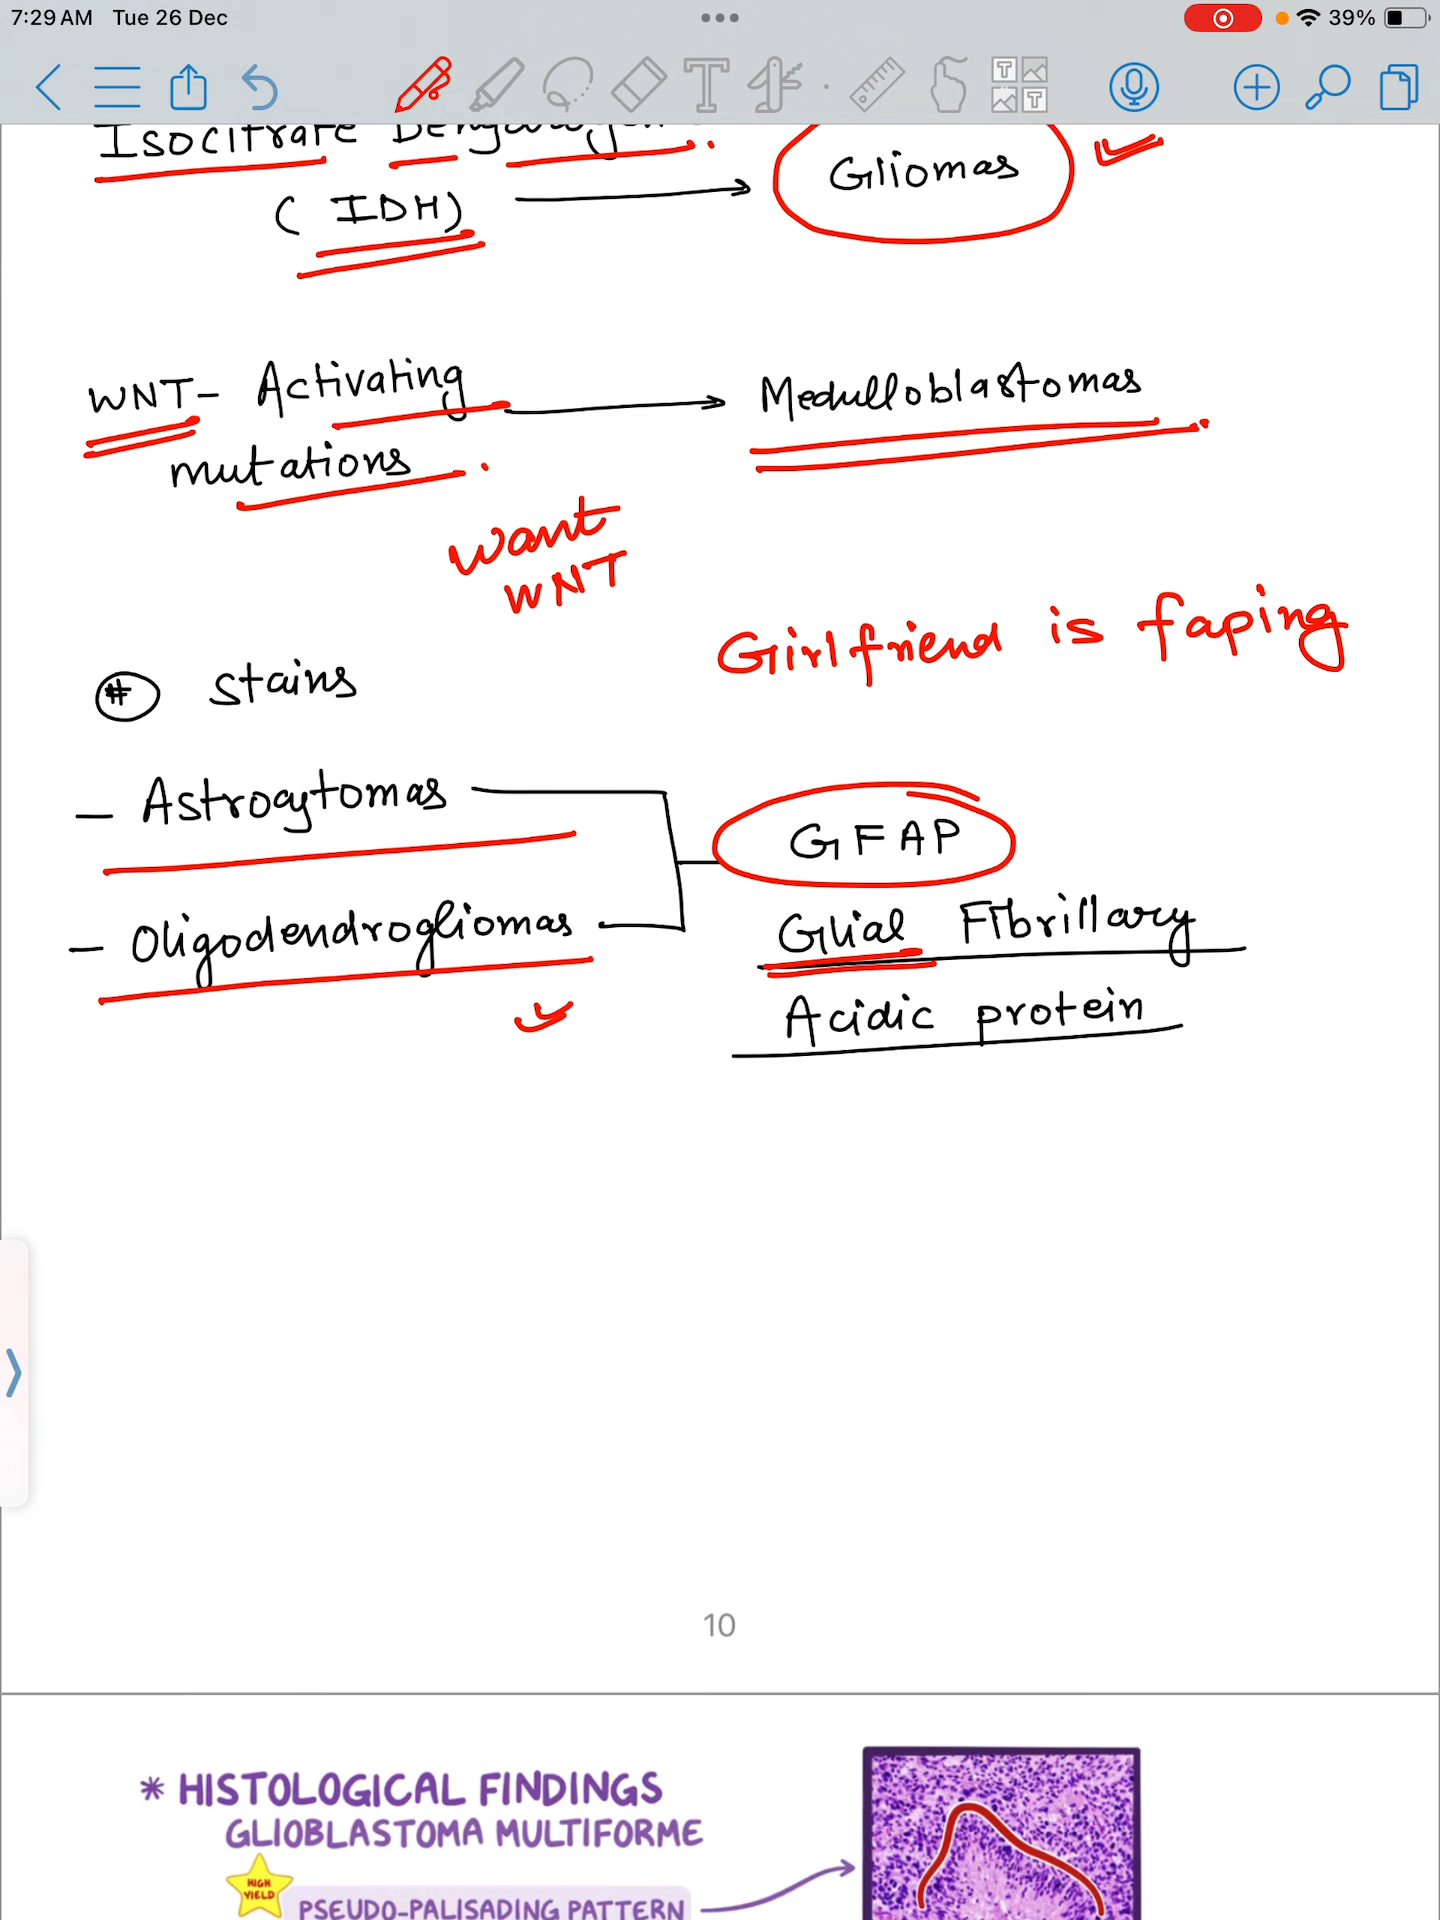 7:29 AM Tue 26 Dec
39%
Isocitrate
(IDH)
Gliomas
WNT- Activating
mutations
Medulloblastomas
want
WNT
Girlfriend is faping
# stains
- Astrocytomas
- Oligodendrogliomas
GFAP
Glial Fibrillary
Acidic protein
10
* HISTOLOGICAL FINDINGS
GLIOBLASTOMA MULTIFORME
HIGH
YIELD
PSEUDO-PALISADING PATTERN